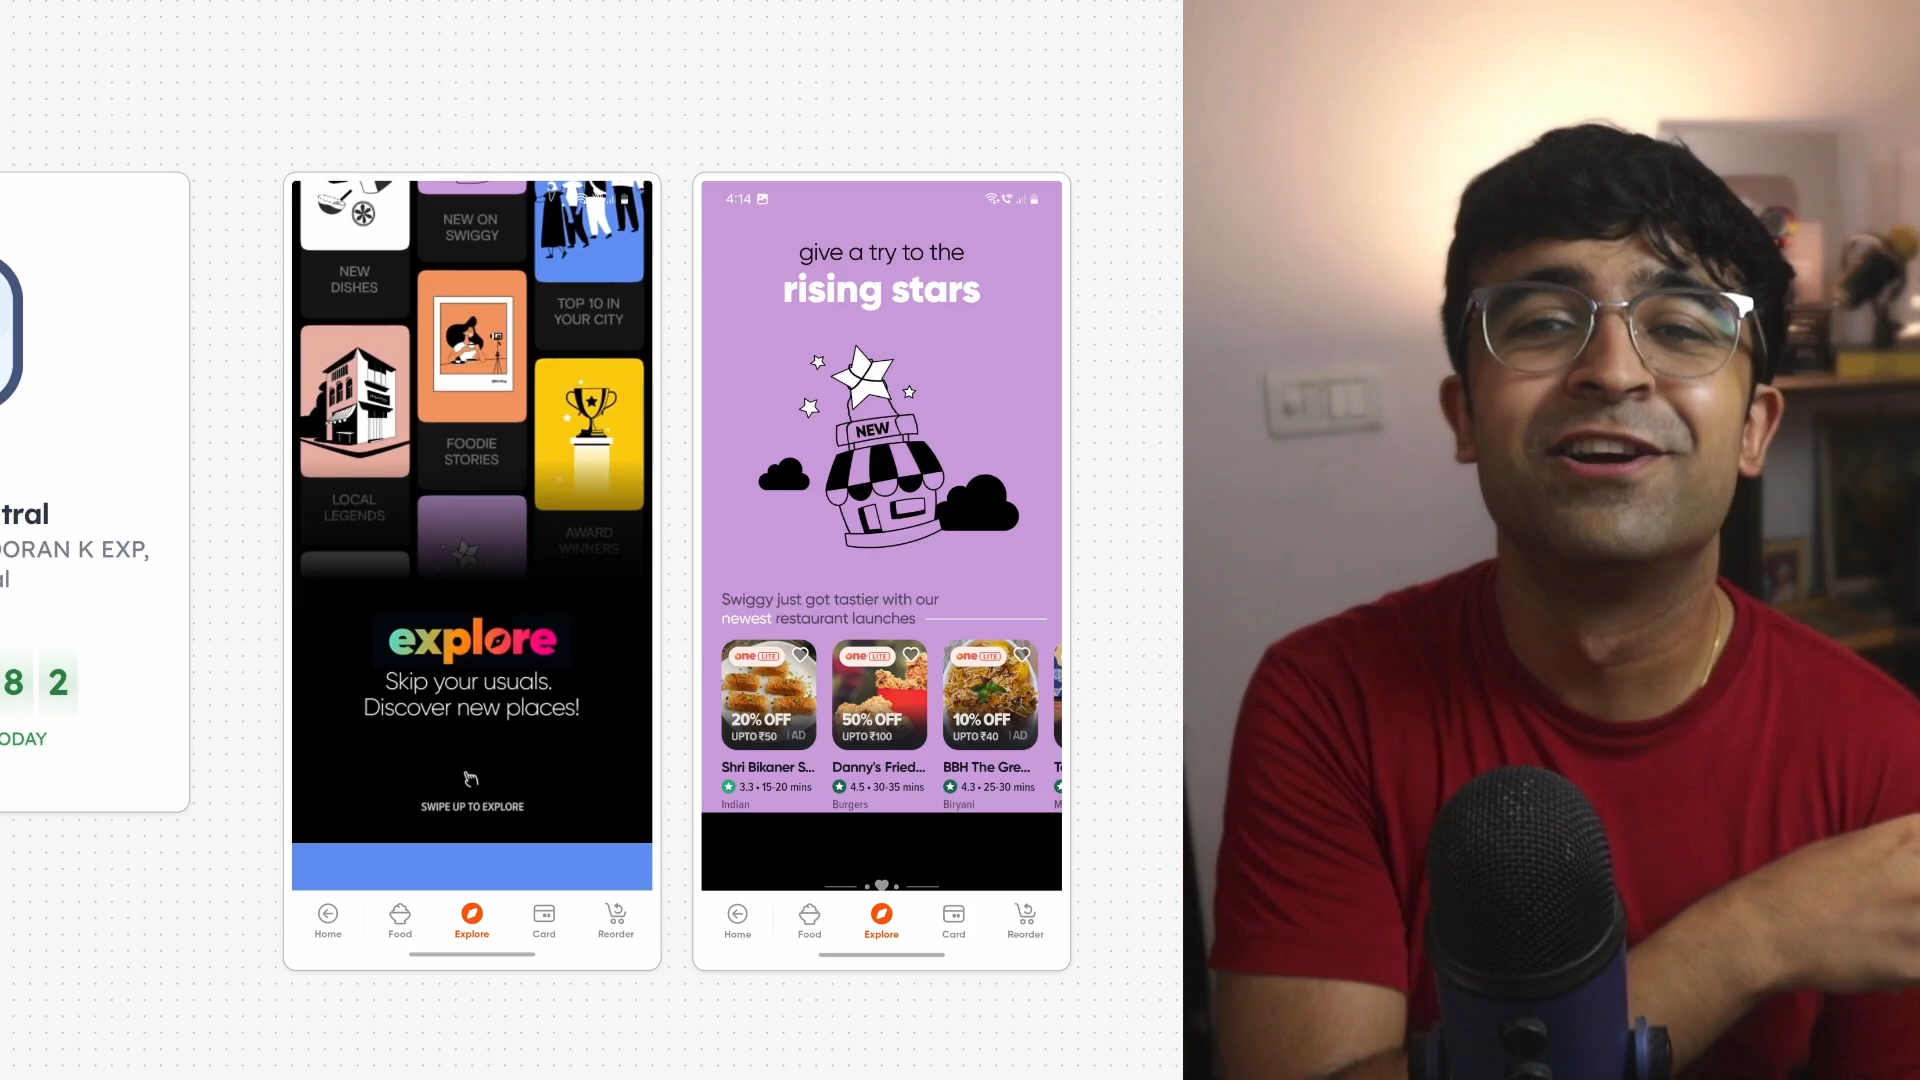 tral
ORAN K EXP,
al
8 2
ODAY
NEW ON
SWIGGY
NEW
DISHES
TOP 10 IN
YOUR CITY
FOODIE
STORIES
LOCAL
LEGENDS
AWARD
WINNERS
explore
Skip your usuals.
Discover new places!
SWIPE UP TO EXPLORE
Home
Food
Explore
Card
Reorder
4:14
give a try to the
rising stars
NEW
Swiggy just got tastier with our
newest restaurant launches
one LITE
20% OFF
UPTO ₹50 | AD
Shri Bikaner S...
3.3 • 15-20 mins
Indian
one LITE
50% OFF
UPTO ₹100
Danny's Fried...
4.5 • 30-35 mins
Burgers
one LITE
10% OFF
UPTO ₹40 | AD
BBH The Gre...
4.3 • 25-30 mins
Biryani
Home
Food
Explore
Card
Reorder